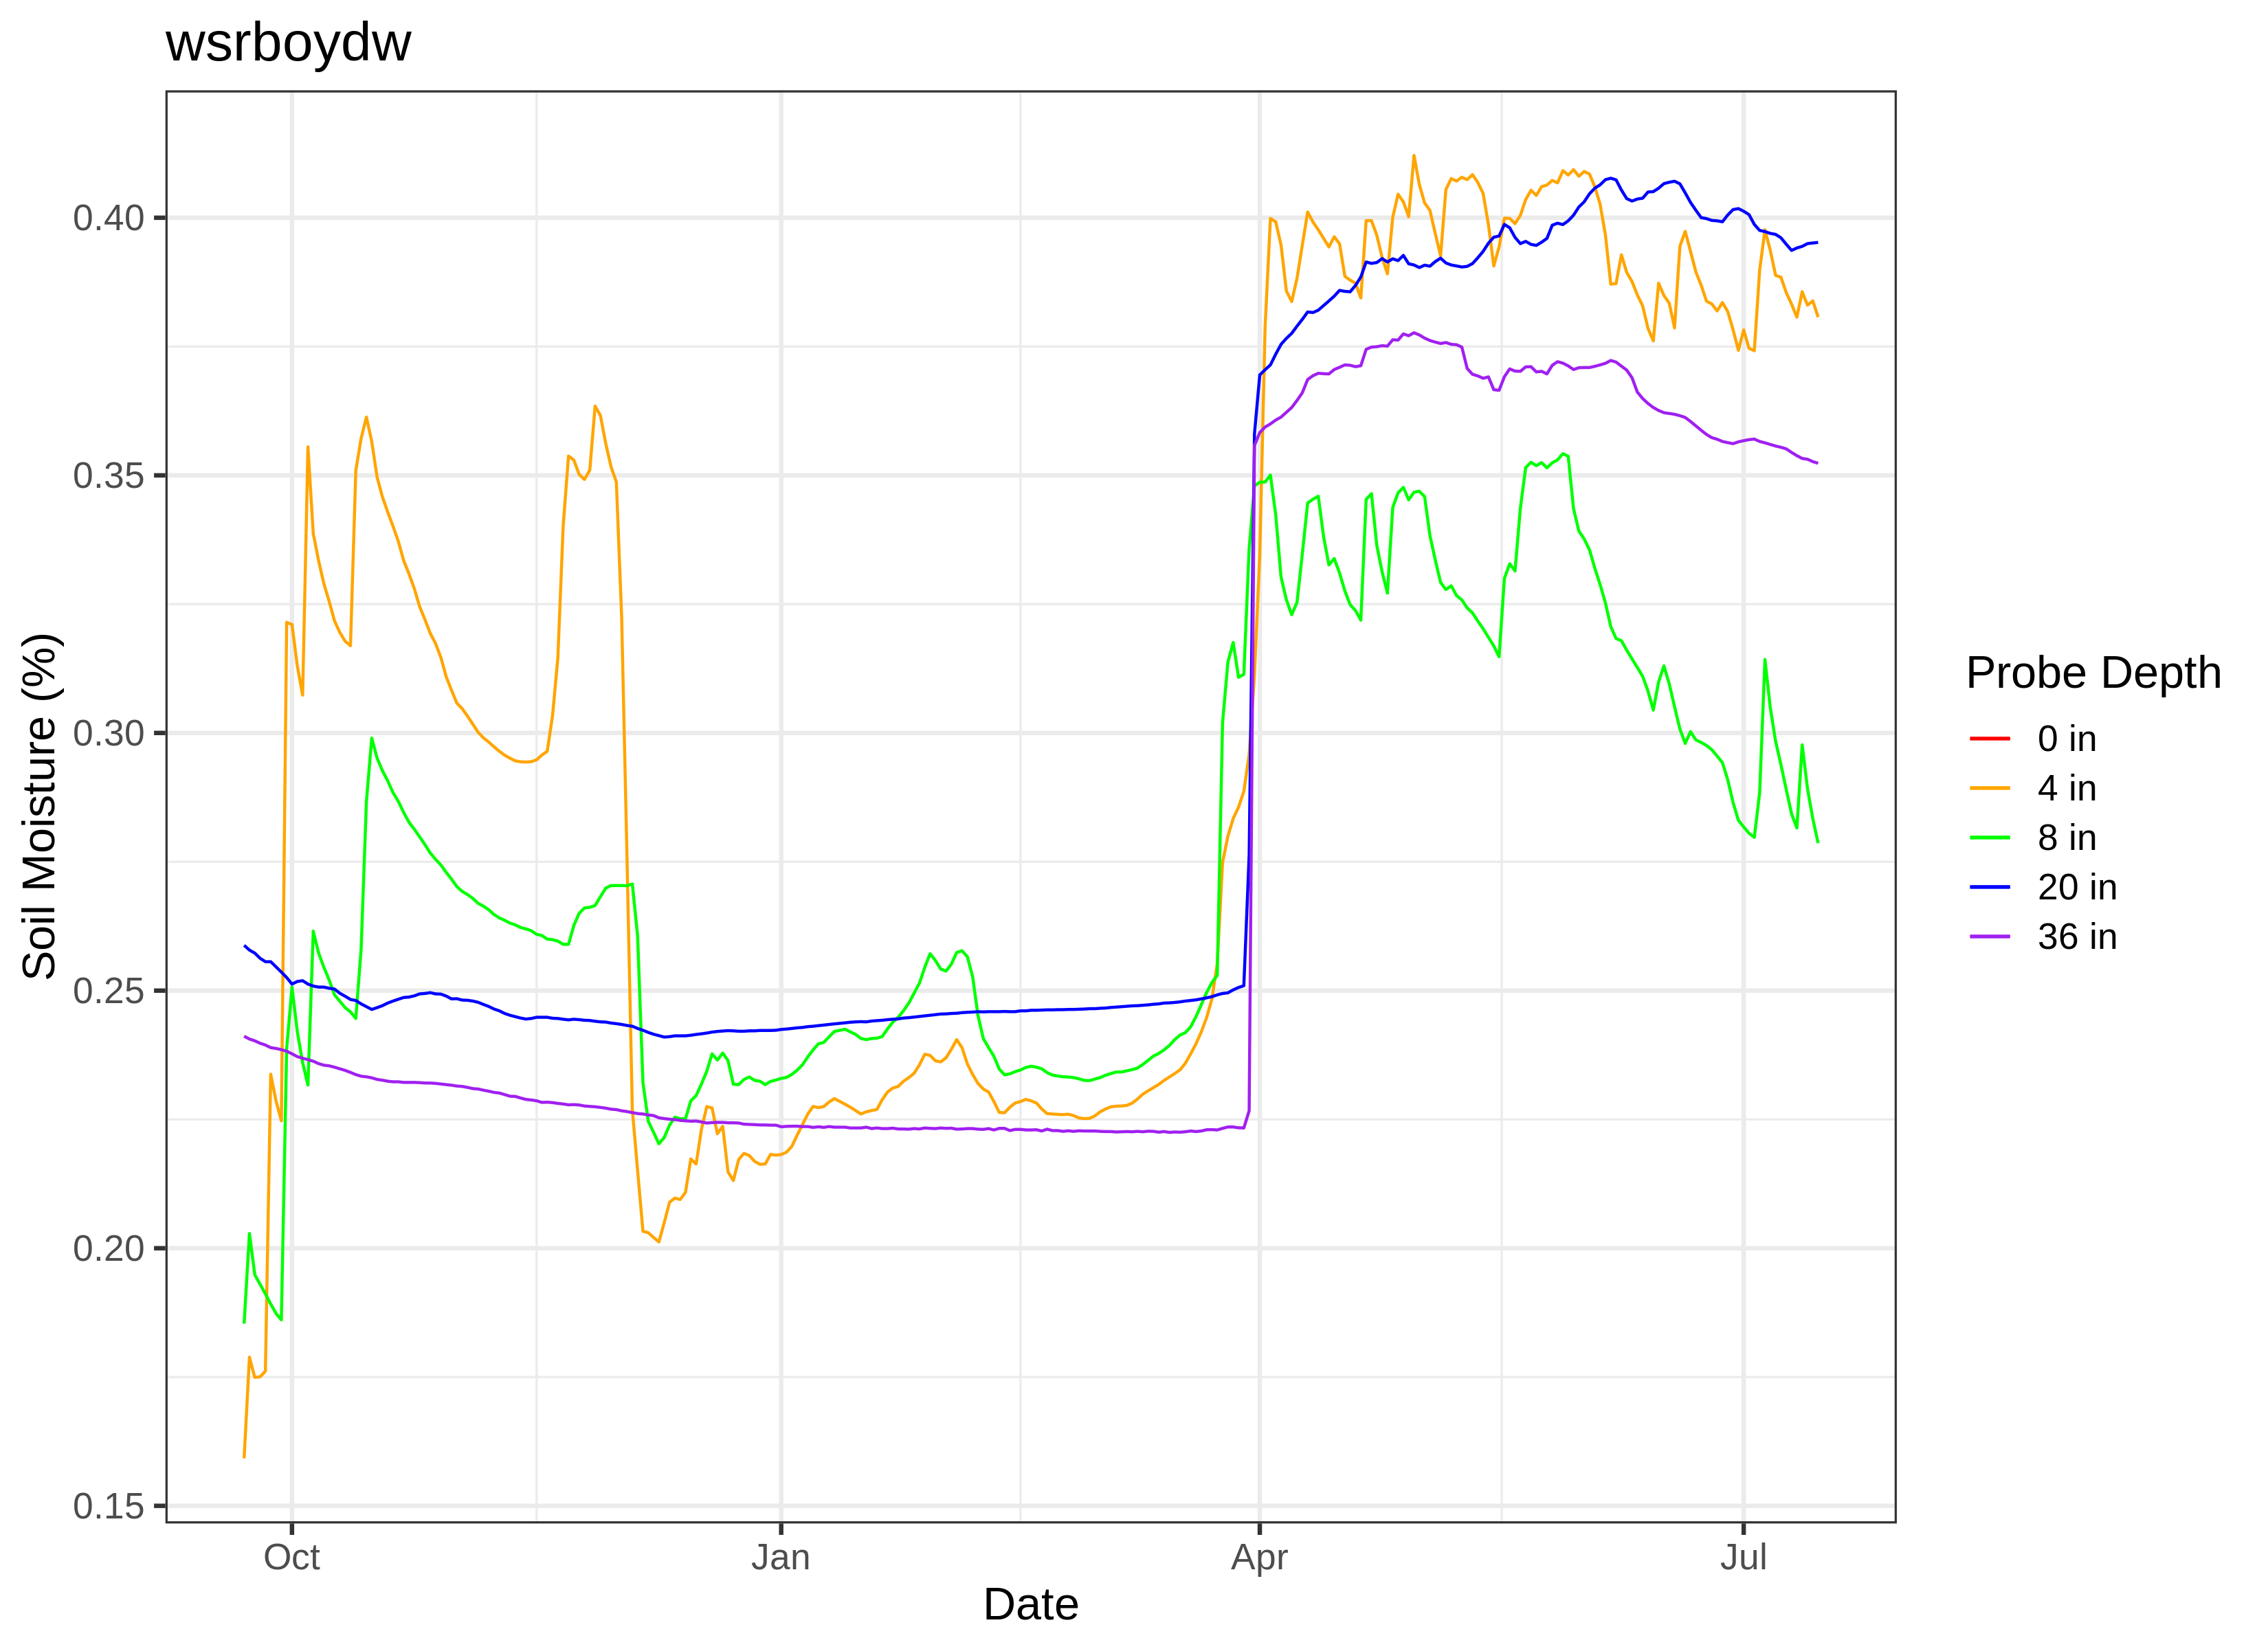 wsrboydw
Soil Moisture (%)
0.40
0.35
0.30
0.25
0.20
0.15
Oct
Jan
Apr
Jul
Date
Probe Depth
0 in
4 in
8 in
20 in
36 in